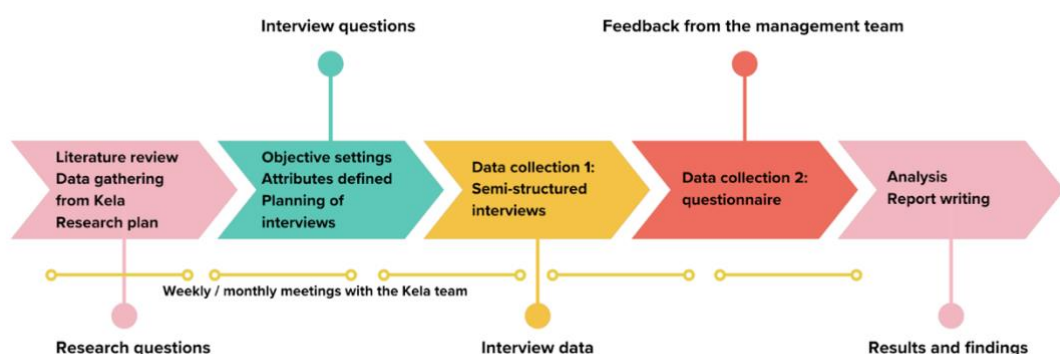 Interview questions
Feedback from the management team
Literature review
Data gathering
from Kela
Research plan
Objective settings
Attributes defined
Planning of
interviews
Data collection 1:
Semi-structured
interviews
Data collection 2:
questionnaire
Analysis
Report writing
Weekly / monthly meetings with the Kela team
Research questions
Interview data
Results and findings